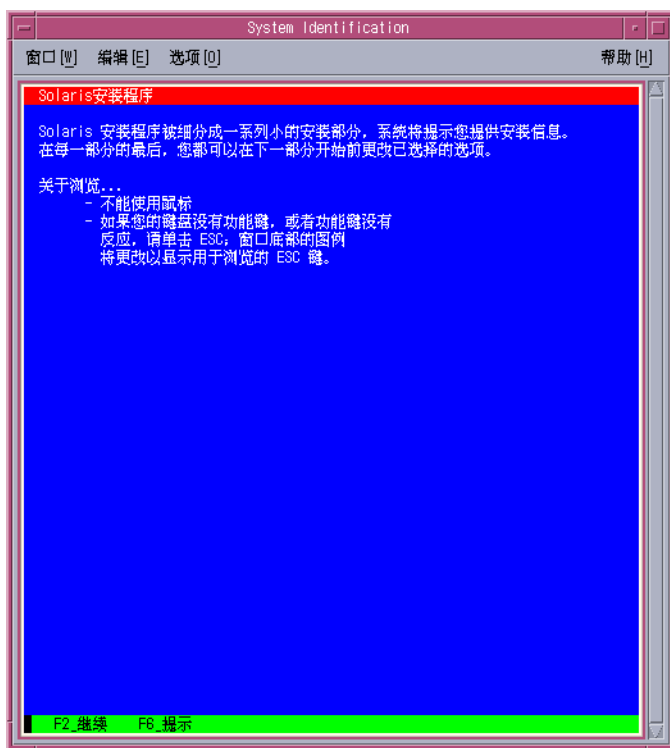 System Identification
窗口[W] 编辑[E] 选项[O] 帮助[H]
Solaris安装程序
Solaris 安装程序被细分成一系列小的安装部分，系统将提示您提供安装信息。
在每一部分的最后，您都可以在下一部分开始前更改已选择的选项。
关于浏览...
- 不能使用鼠标
- 如果您的键盘没有功能键，或者功能键没有
反应，请单击 ESC；窗口底部的图例
将更改以显示用于浏览的 ESC 键。
F2_继续 F6_提示